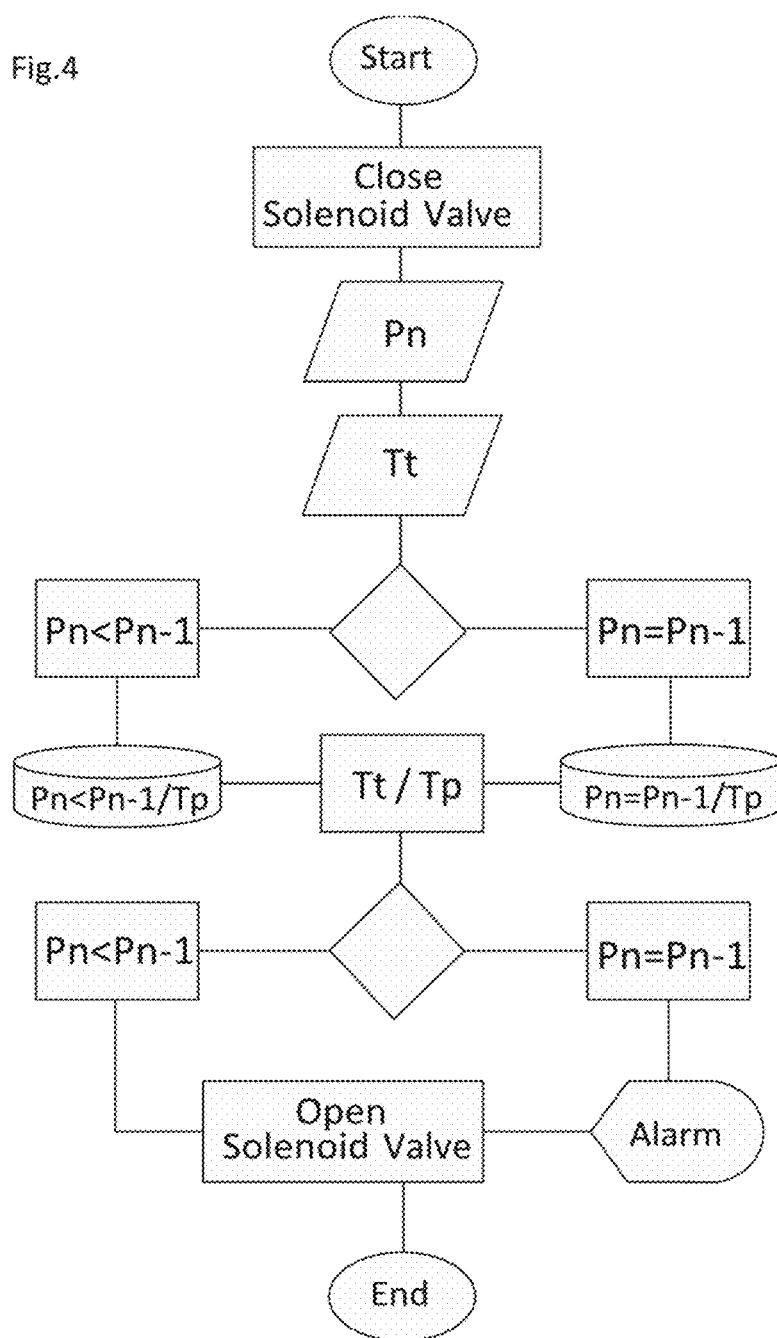 Fig.4
Start
Close
Solenoid Valve
Pn
Tt
Pn<Pn-1
Pn=Pn-1
Pn<Pn-1/Tp
Tt / Tp
Pn=Pn-1/Tp
Pn<Pn-1
Pn=Pn-1
Open
Solenoid Valve
Alarm
End